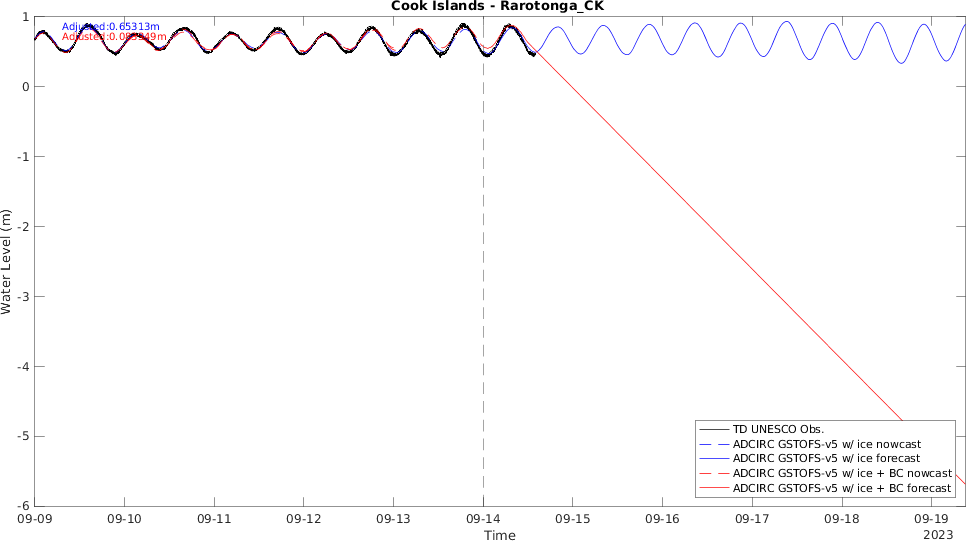 Cook Islands - Rarotonga_CK
Adjusted:0.65313m
Water Level (m)
1
0
-1
-2
-3
-4
-5
-6
09-09
09-10
09-11
09-12
09-13
09-14
09-15
09-16
09-17
09-18
09-19
Time
2023
TD UNESCO Obs.
ADCIRC GSTOFS-v5 w/ ice nowcast
ADCIRC GSTOFS-v5 w/ ice forecast
ADCIRC GSTOFS-v5 w/ ice + BC nowcast
ADCIRC GSTOFS-v5 w/ ice + BC forecast